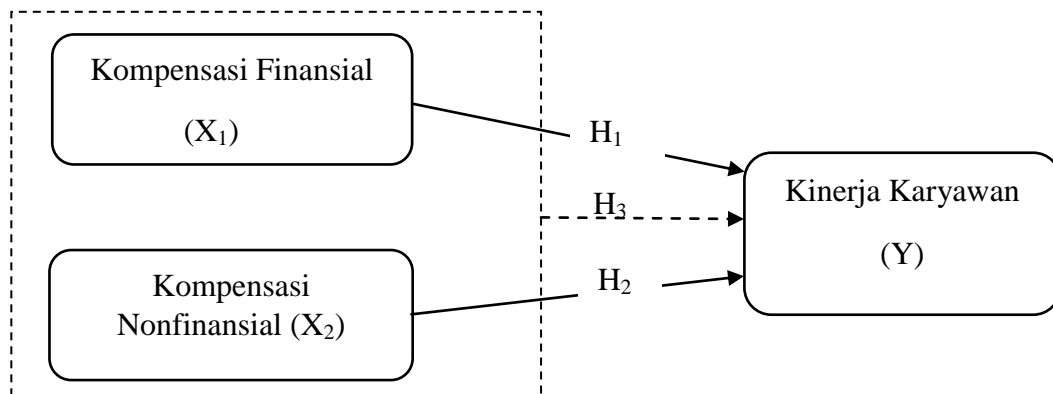 Kompensasi Finansial
(X₁)
H₁
Kinerja Karyawan
(Y)
H₃
H₂
Kompensasi
Nonfinansial (X₂)